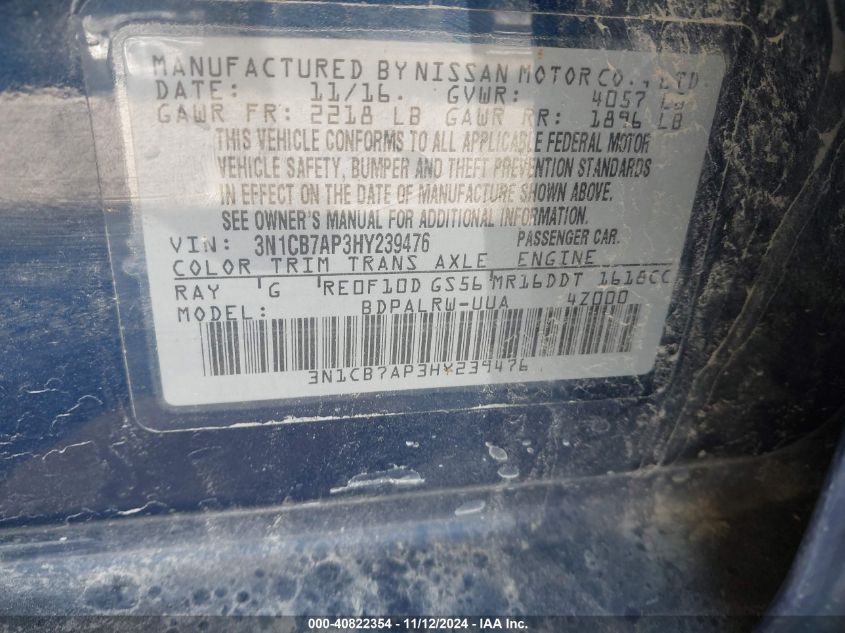 MANUFACTURED BY NISSAN MOTOR CO., LTD.
DATE: 11/16. GVWR: 4057 LB
GAWR FR: 2218 LB GAWR RR: 1896 LB
THIS VEHICLE CONFORMS TO ALL APPLICABLE FEDERAL MOTOR
VEHICLE SAFETY, BUMPER AND THEFT PREVENTION STANDARDS
IN EFFECT ON THE DATE OF MANUFACTURE SHOWN ABOVE.
SEE OWNER'S MANUAL FOR ADDITIONAL INFORMATION.
VIN: 3N1CB7AP3HY239476 PASSENGER CAR.
COLOR TRIM TRANS AXLE ENGINE
RAY G RE0F10D GS56 MR16DDT 1618CC
MODEL: BDPALRW-UUA 4Z000
3N1CB7AP3HY239476
000-40822354 - 11/12/2024 - IAA Inc.